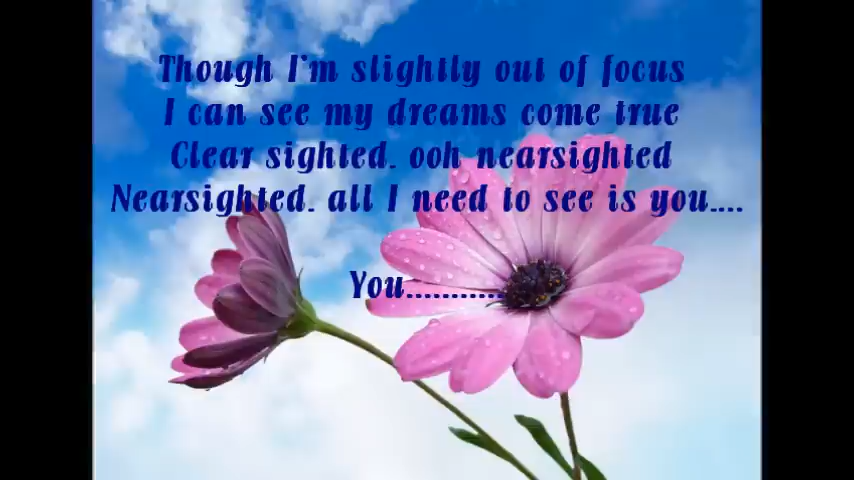 Though I'm slightly out of focus
I can see my dreams come true
Clear sighted. ooh nearsighted
Nearsighted. all I need to see is you....
You...........